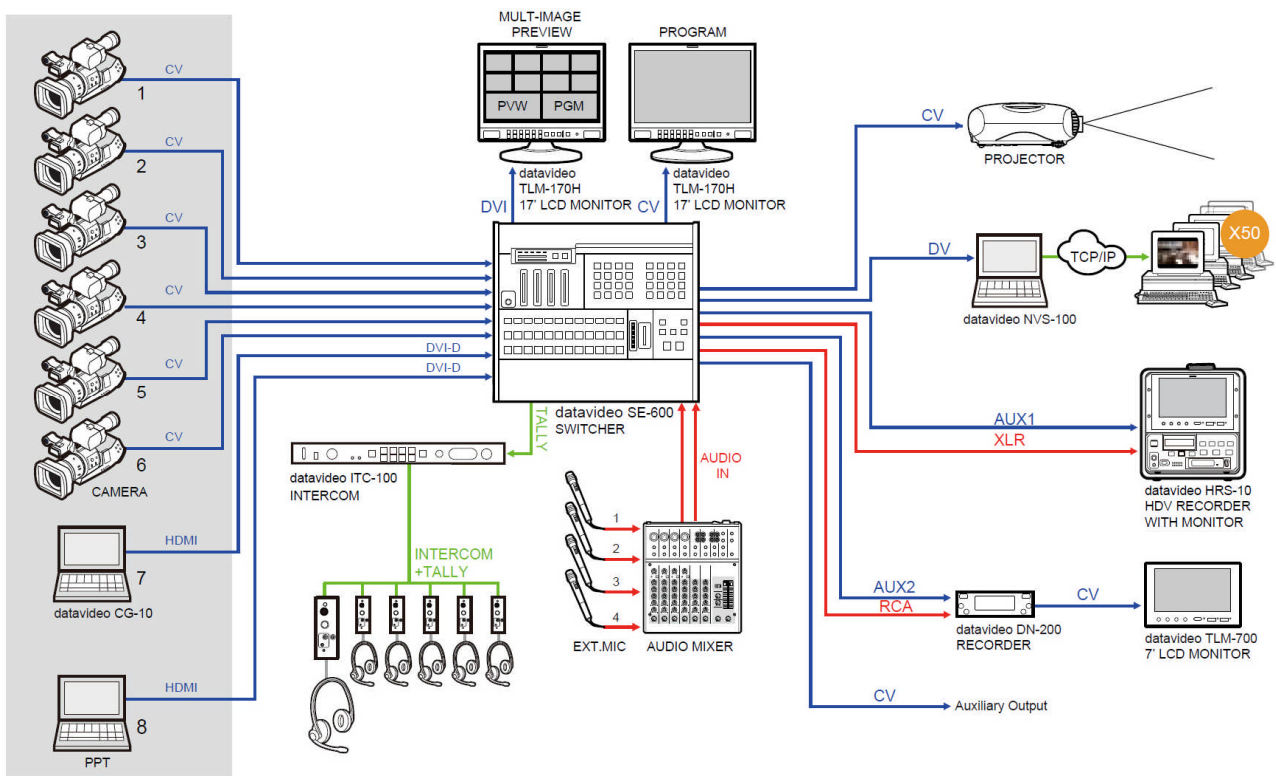 CV
1
CV
2
CV
3
CV
4
CV
5
CV
6
CAMERA
HDMI
7
datavideo CG-10
HDMI
8
PPT
DVI-D
DVI-D
MULT-IMAGE
PREVIEW
PVW
PGM
datavideo
TLM-170H
17' LCD MONITOR
DVI
PROGRAM
datavideo
TLM-170H
17' LCD MONITOR
CV
datavideo SE-600
SWITCHER
TALLY
datavideo ITC-100
INTERCOM
INTERCOM
+TALLY
AUDIO
IN
1
2
3
4
EXT.MIC
AUDIO MIXER
CV
PROJECTOR
DV
datavideo NVS-100
TCP/IP
X50
AUX1
XLR
datavideo HRS-10
HDV RECORDER
WITH MONITOR
AUX2
RCA
datavideo DN-200
RECORDER
CV
datavideo TLM-700
7' LCD MONITOR
CV
Auxiliary Output